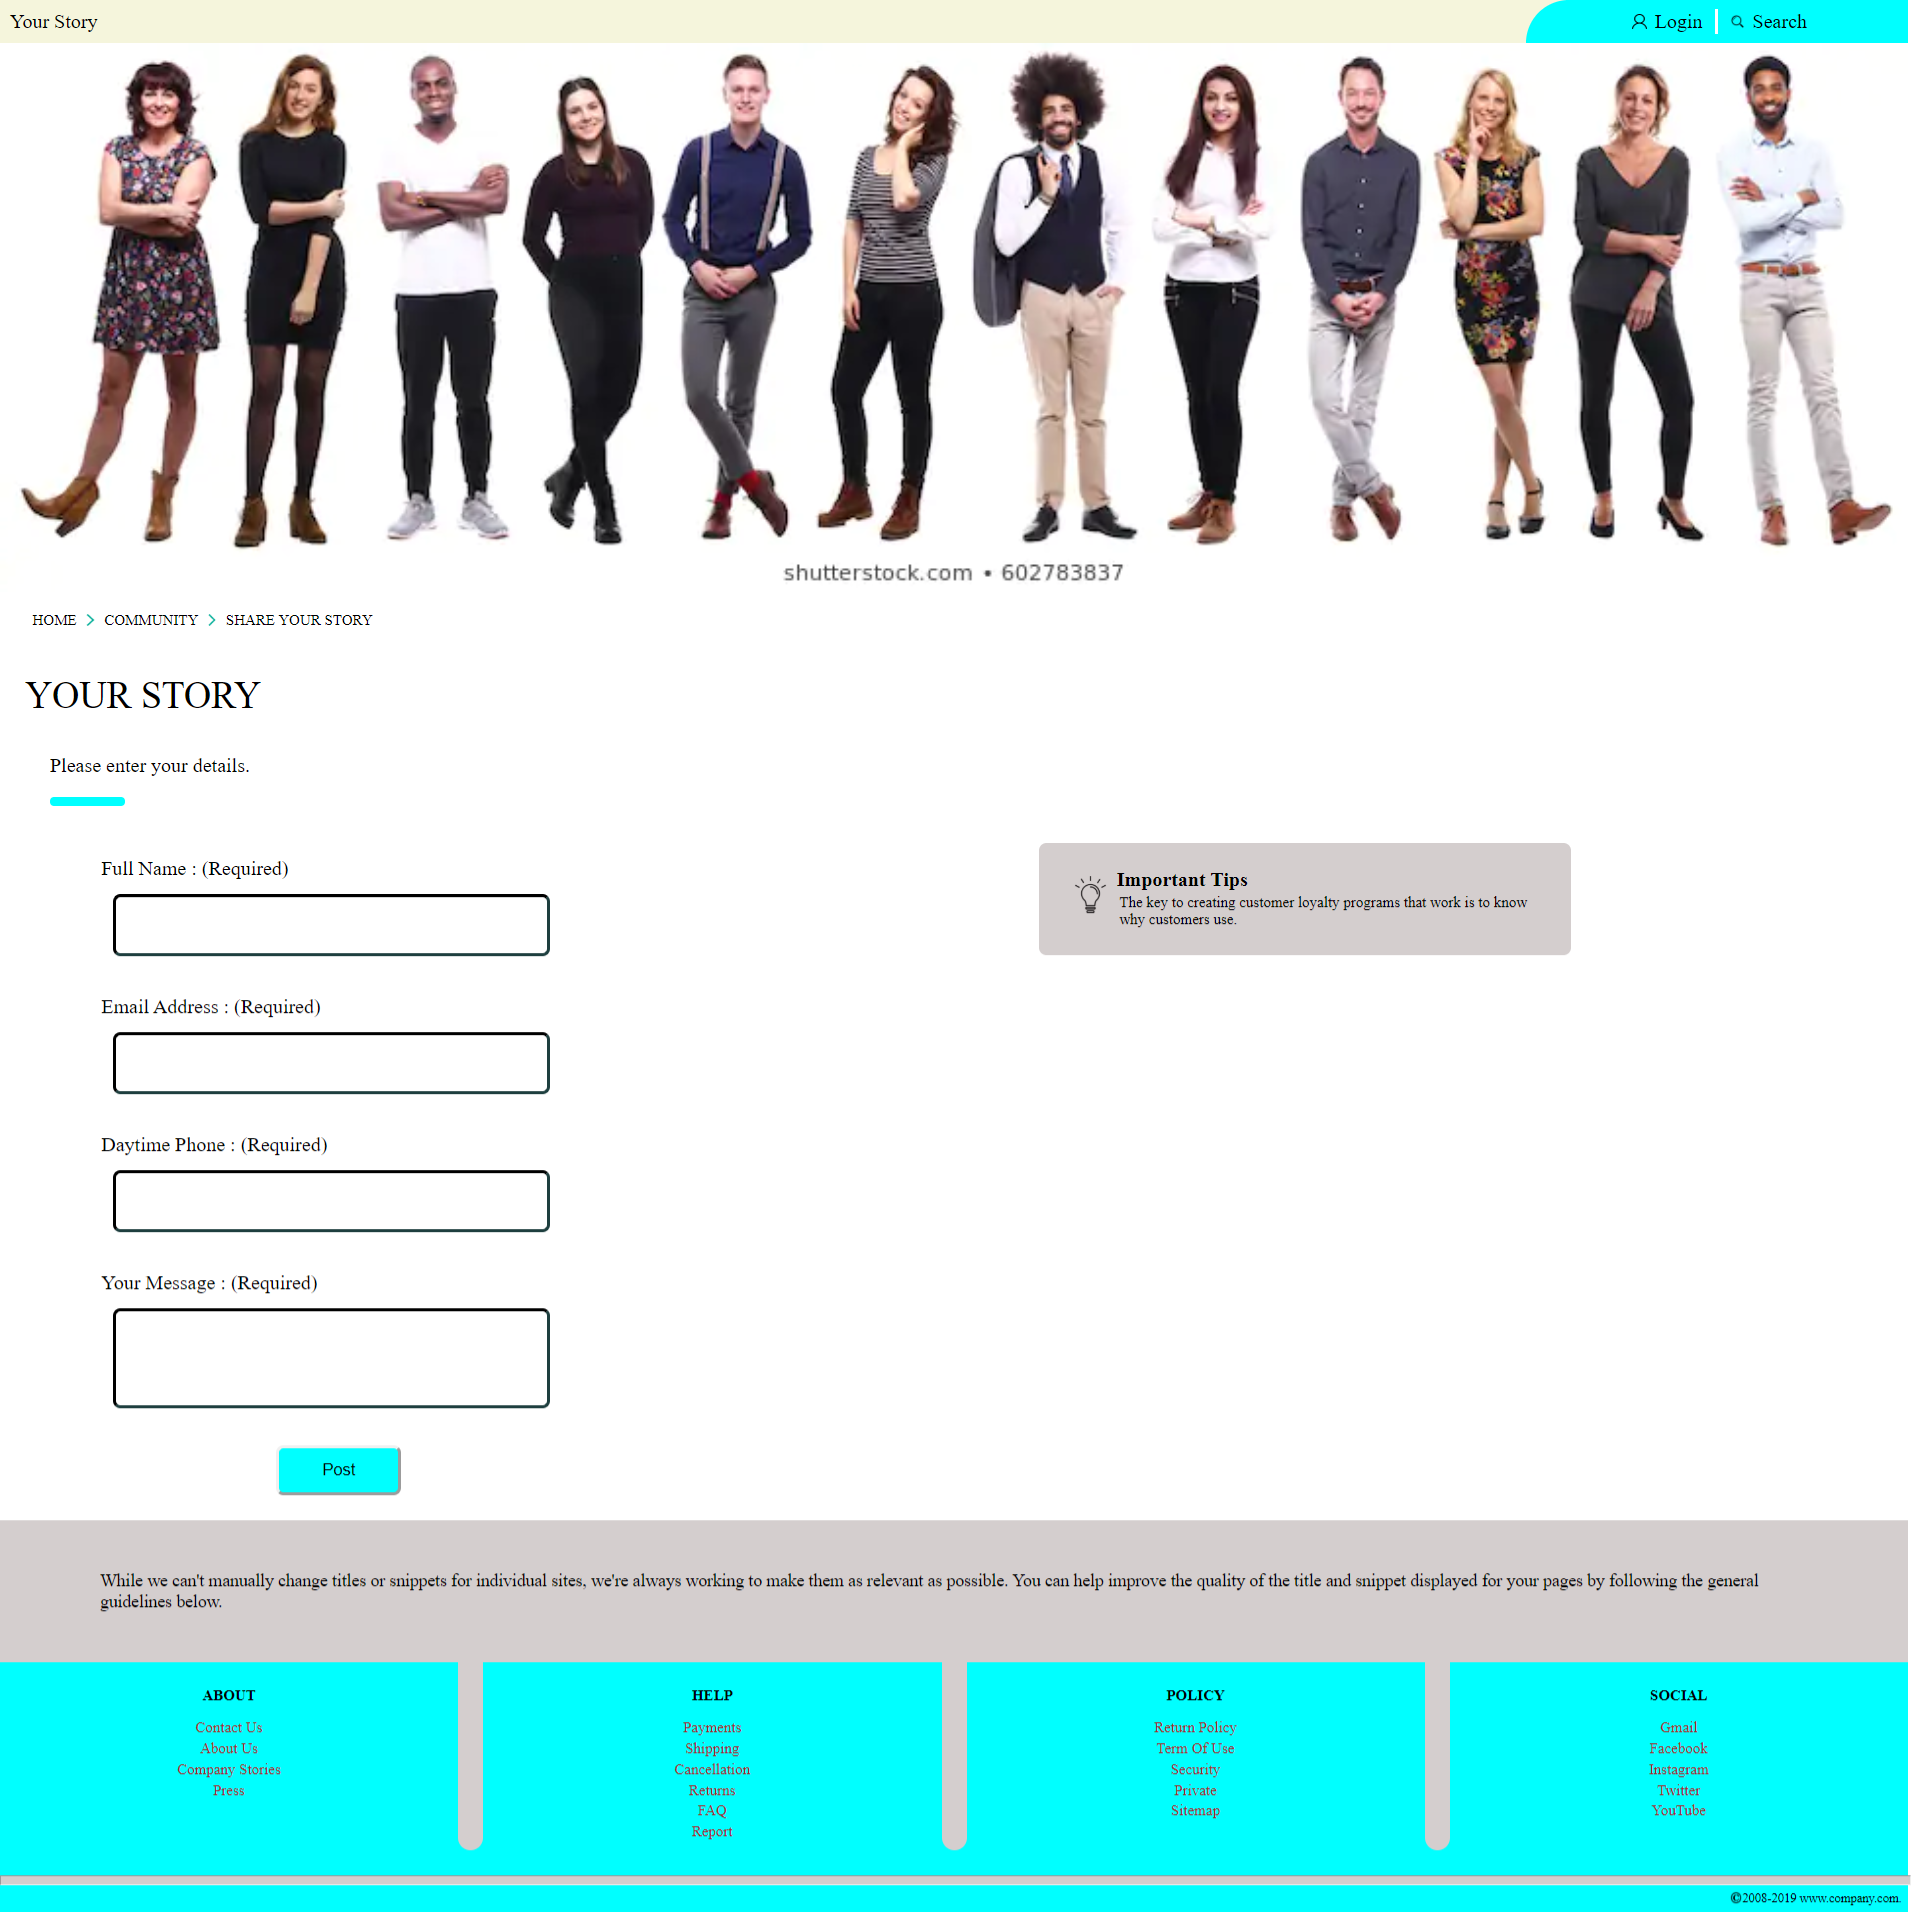 Your Story
Login
Search
shutterstock.com • 602783837
HOME
COMMUNITY
SHARE YOUR STORY
YOUR STORY
Please enter your details.
Full Name : (Required)
Important Tips
The key to creating customer loyalty programs that work is to know
why customers use.
Email Address : (Required)
Daytime Phone : (Required)
Your Message : (Required)
Post
While we can't manually change titles or snippets for individual sites, we're always working to make them as relevant as possible. You can help improve the quality of the title and snippet displayed for your pages by following the general
guidelines below.
ABOUT
Contact Us
About Us
Company Stories
Press
HELP
Payments
Shipping
Cancellation
Returns
FAQ
Report
POLICY
Return Policy
Term Of Use
Security
Private
Sitemap
SOCIAL
Gmail
Facebook
Instagram
Twitter
YouTube
©2008-2019 www.company.com.